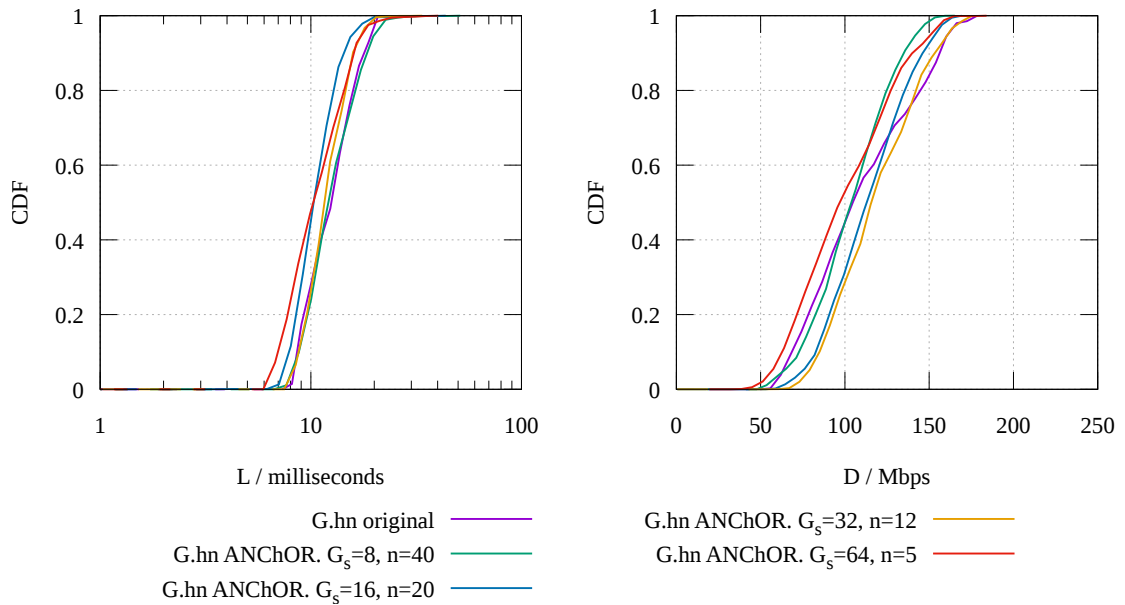 1
0.8
0.6
0.4
0.2
0
CDF
1
10
100
L / milliseconds
1
0.8
0.6
0.4
0.2
0
CDF
0
50
100
150
200
250
D / Mbps
G.hn original
G.hn ANChOR. Gs=8, n=40
G.hn ANChOR. Gs=16, n=20
G.hn ANChOR. Gs=32, n=12
G.hn ANChOR. Gs=64, n=5